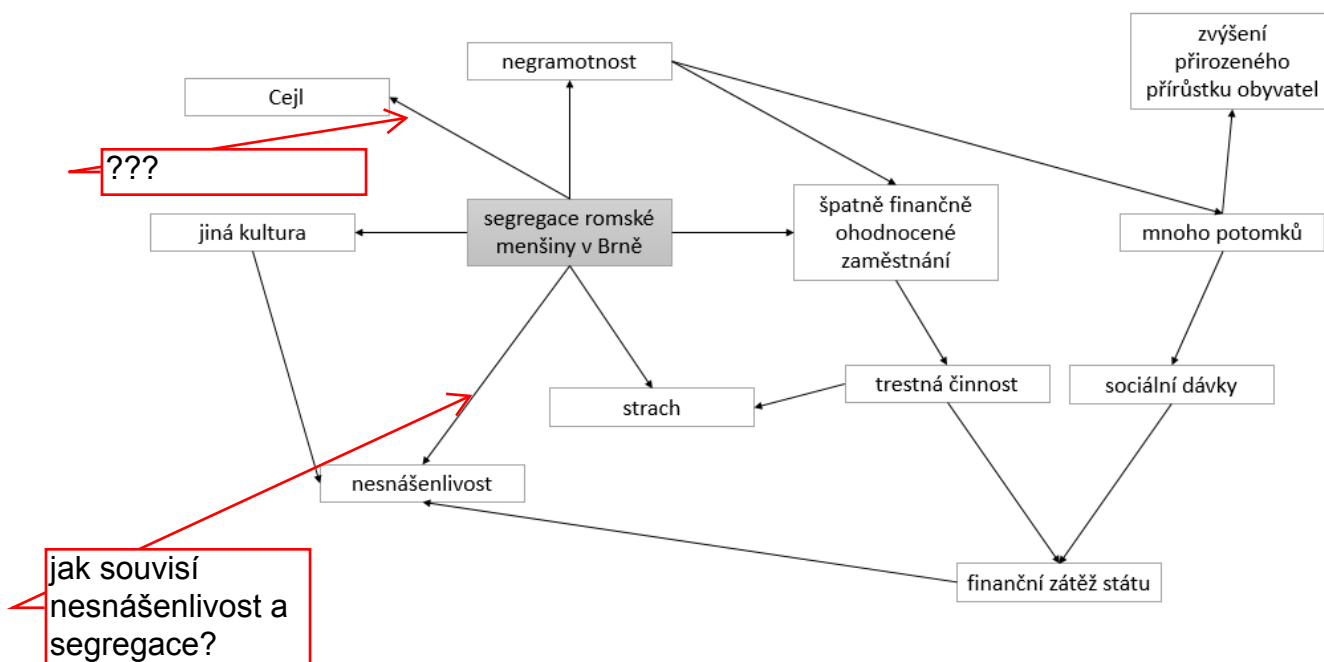 zvýšení
přirozeného
přírůstku obyvatel
negramotnost
Cejl
???
segregace romské
menšiny v Brně
špatně finančně
ohodnocené
zaměstnání
jiná kultura
mnoho potomků
trestná činnost
sociální dávky
strach
nesnášenlivost
finanční zátěž státu
jak souvisí
nesnášenlivost a
segregace?